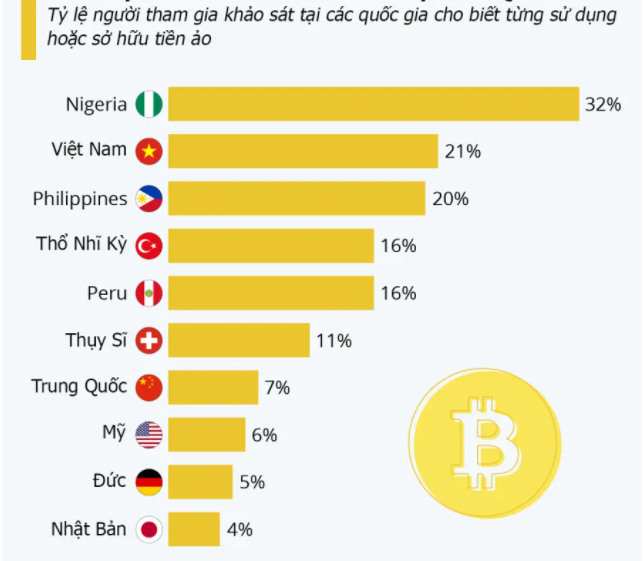 Tỷ lệ người tham gia khảo sát tại các quốc gia cho biết từng sử dụng
hoặc sở hữu tiền ảo
Nigeria 32%
Việt Nam 21%
Philippines 20%
Thổ Nhĩ Kỳ 16%
Peru 16%
Thụy Sĩ 11%
Trung Quốc 7%
Mỹ 6%
Đức 5%
Nhật Bản 4%